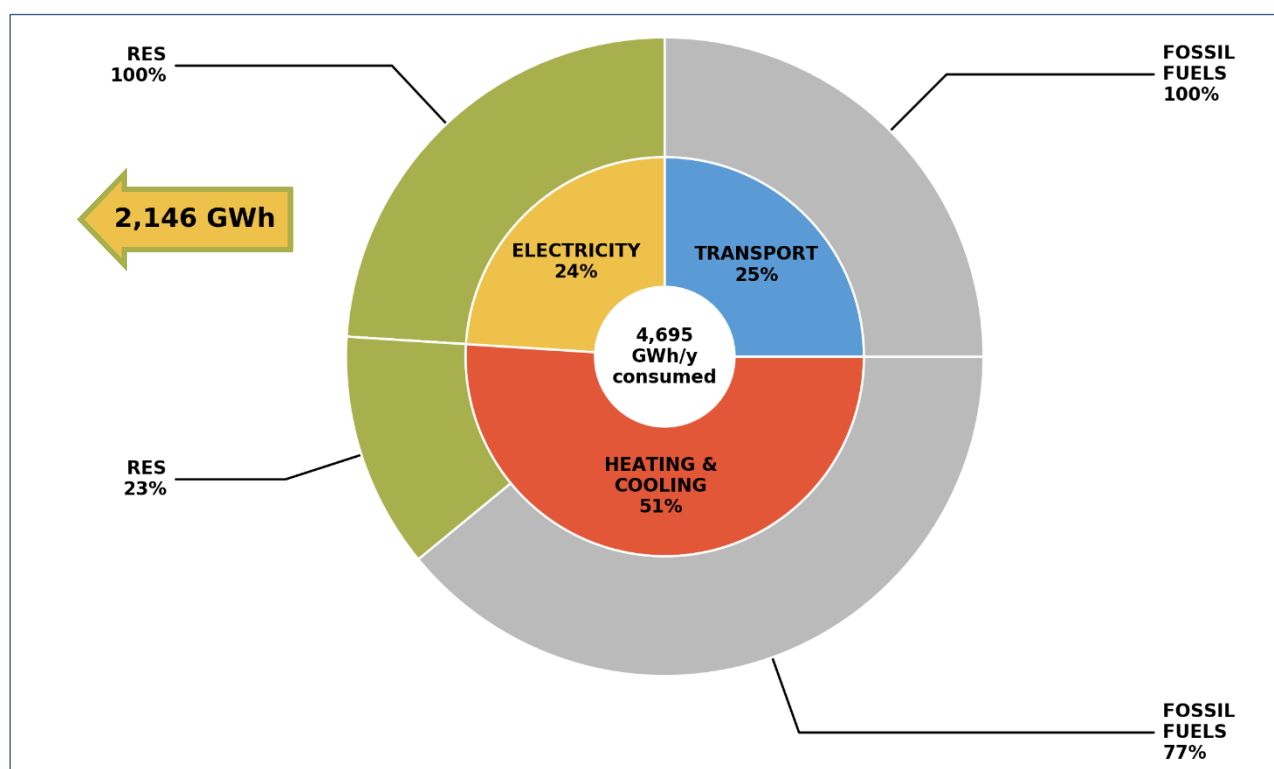 RES
100%
FOSSIL
FUELS
100%
2,146 GWh
ELECTRICITY
24%
TRANSPORT
25%
4,695
GWh/y
consumed
HEATING &
COOLING
51%
RES
23%
FOSSIL
FUELS
77%